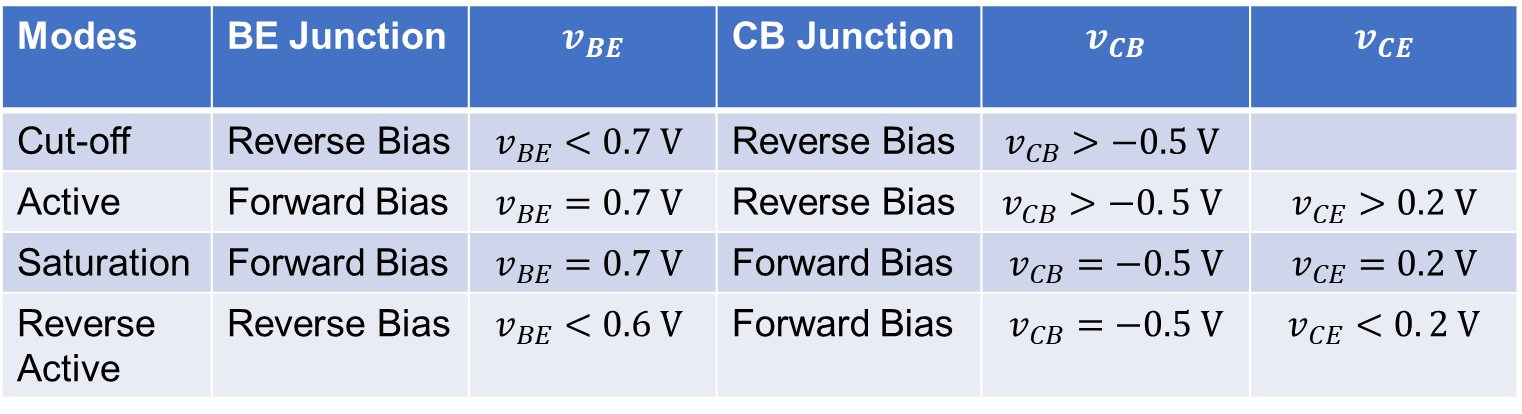 Modes BE Junction v_BE CB Junction v_CB v_CE
Cut-off Reverse Bias v_BE < 0.7 V Reverse Bias v_CB > −0.5 V
Active Forward Bias v_BE = 0.7 V Reverse Bias v_CB > −0.5 V v_CE > 0.2 V
Saturation Forward Bias v_BE = 0.7 V Forward Bias v_CB = −0.5 V v_CE = 0.2 V
Reverse Reverse Bias v_BE < 0.6 V Forward Bias v_CB = −0.5 V v_CE < 0.2 V
Active